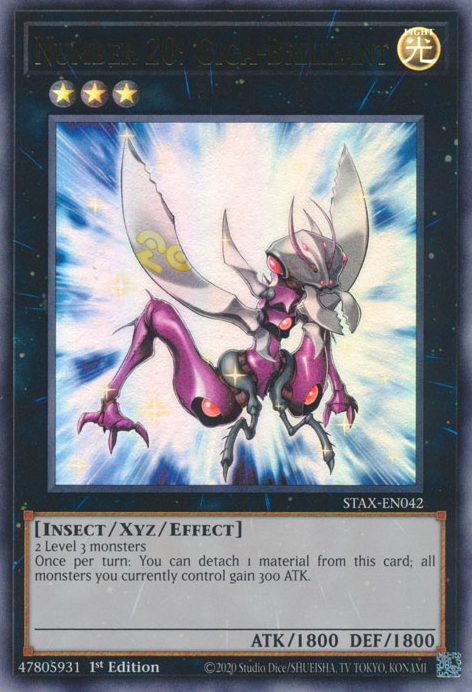 Number 20: Giga-Brilliant
LIGHT
光
20
STAX-EN042
[Insect/Xyz/Effect]
2 Level 3 monsters
Once per turn: You can detach 1 material from this card; all
monsters you currently control gain 300 ATK.
ATK/1800 DEF/1800
47805931 1st Edition ©2020 Studio Dice/SHUEISHA, TV TOKYO, KONAMI